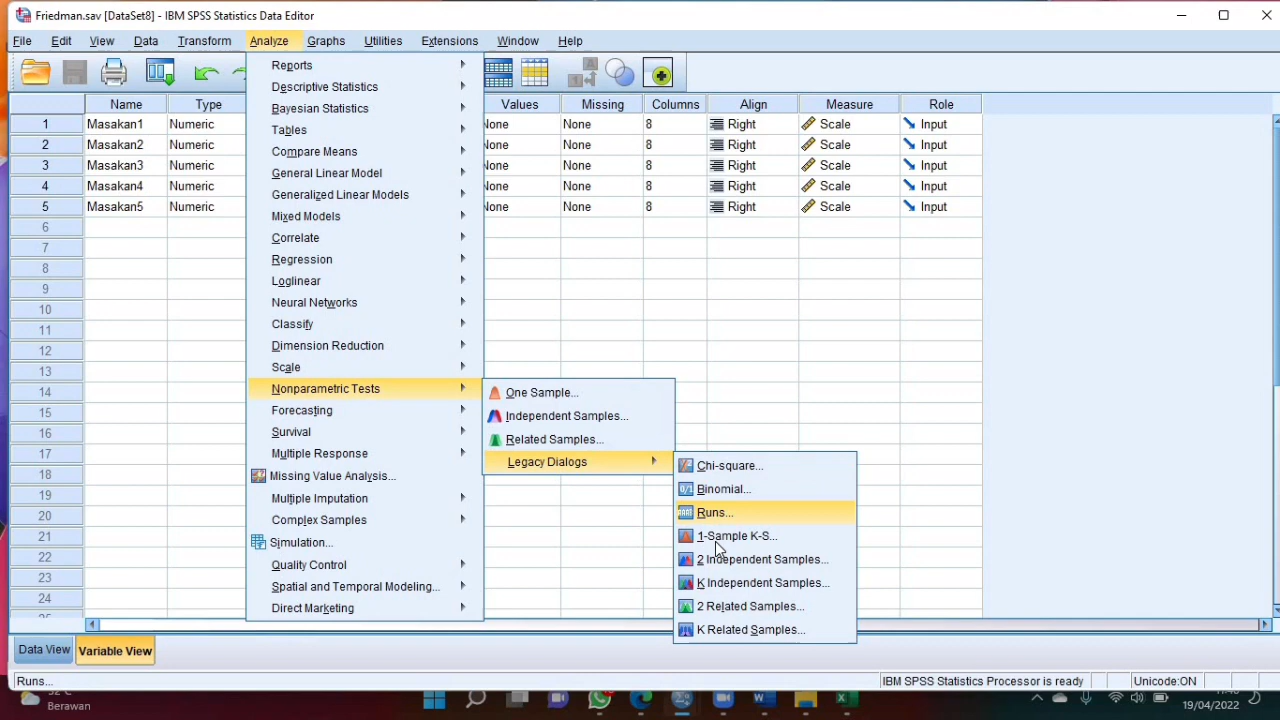 Friedman.sav [DataSet8] - IBM SPSS Statistics Data Editor
File Edit View Data Transform Analyze Graphs Utilities Extensions Window Help
Name Type Values Missing Columns Align Measure Role
1 Masakan1 Numeric None None 8 Right Scale Input
2 Masakan2 Numeric None None 8 Right Scale Input
3 Masakan3 Numeric None None 8 Right Scale Input
4 Masakan4 Numeric None None 8 Right Scale Input
5 Masakan5 Numeric None None 8 Right Scale Input
6
7
8
9
10
11
12
13
14
15
16
17
18
19
20
21
22
23
24
Reports
Descriptive Statistics
Bayesian Statistics
Tables
Compare Means
General Linear Model
Generalized Linear Models
Mixed Models
Correlate
Regression
Loglinear
Neural Networks
Classify
Dimension Reduction
Scale
Nonparametric Tests
Forecasting
Survival
Multiple Response
Missing Value Analysis...
Multiple Imputation
Complex Samples
Simulation...
Quality Control
Spatial and Temporal Modeling...
Direct Marketing
One Sample...
Independent Samples...
Related Samples...
Legacy Dialogs
Chi-square...
Binomial...
Runs...
1-Sample K-S...
2 Independent Samples...
K Independent Samples...
2 Related Samples...
K Related Samples...
Data View Variable View
Runs... IBM SPSS Statistics Processor is ready Unicode:ON
Berawan
19/04/2022